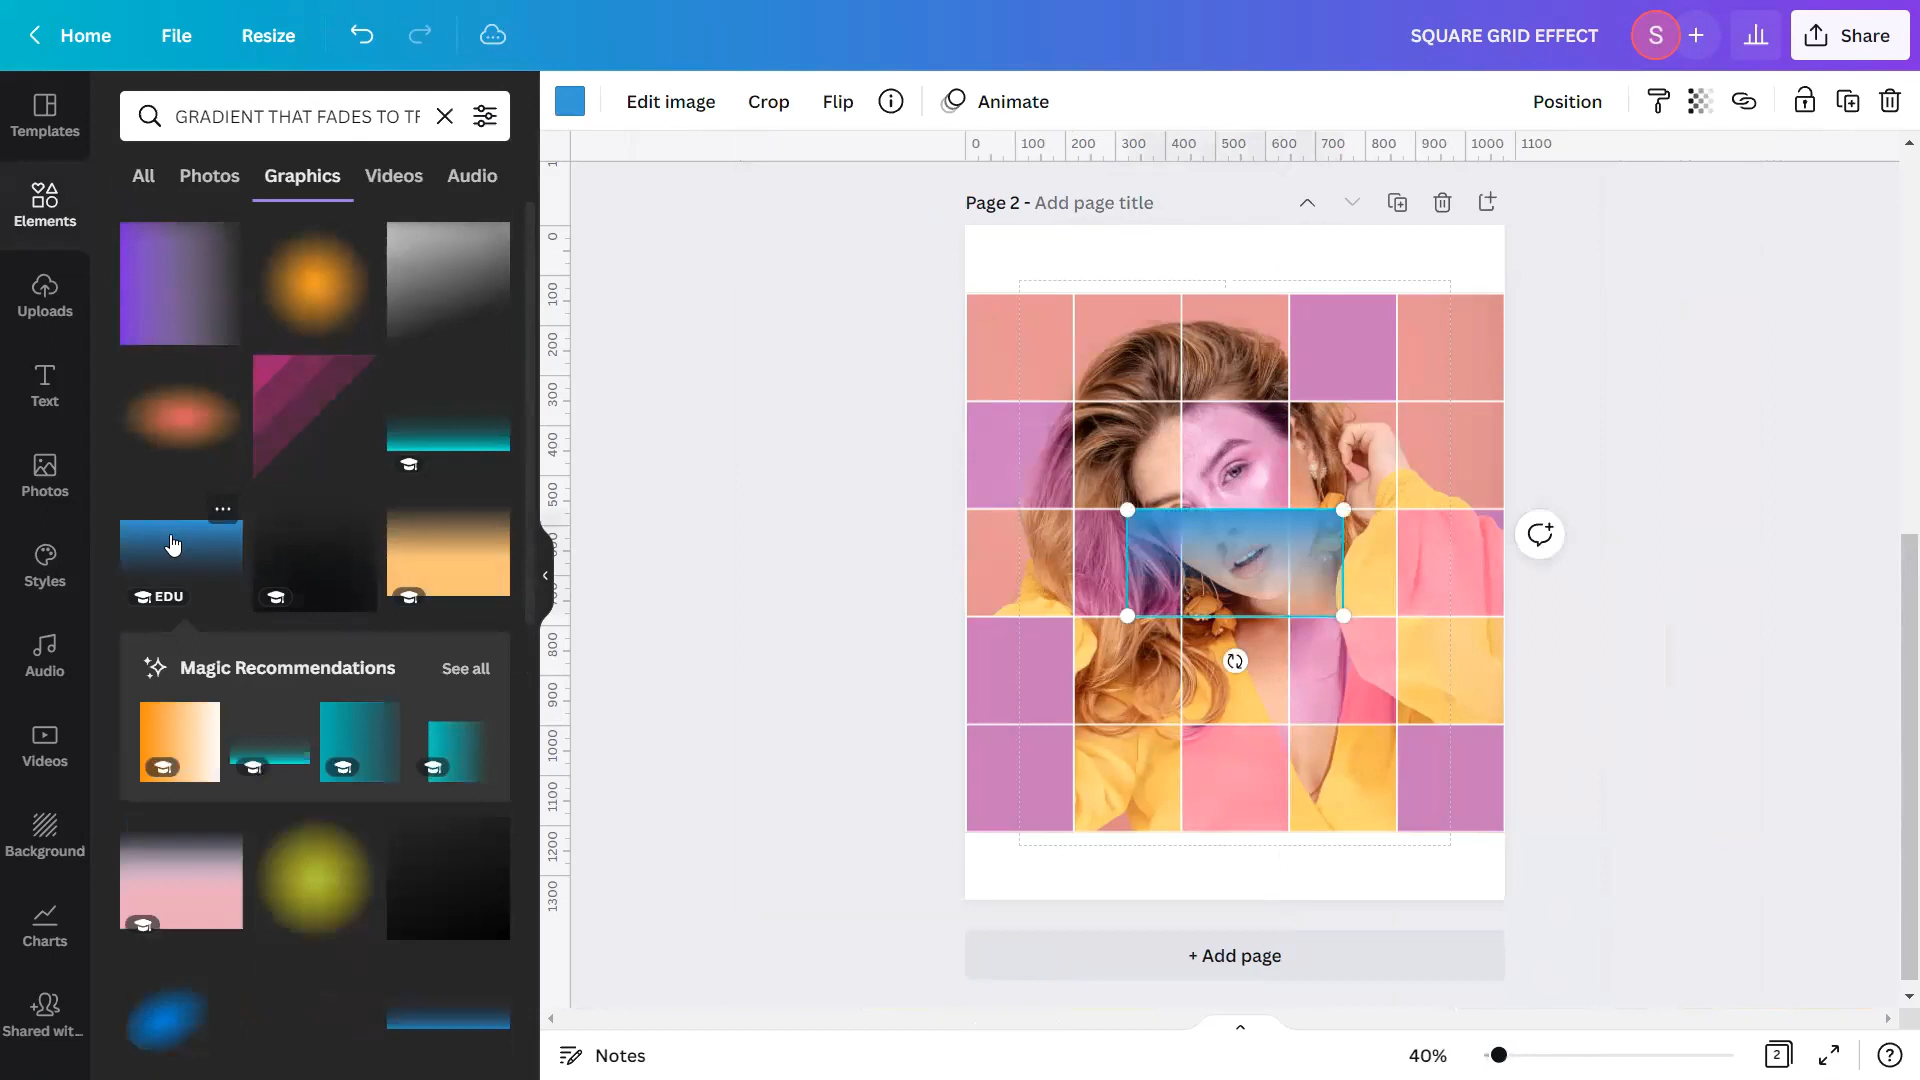 Home
File
Resize
SQUARE GRID EFFECT
S
Share
Templates
Elements
Uploads
Text
Photos
Styles
Audio
Videos
Background
Charts
Shared wit...
GRADIENT THAT FADES TO
All
Photos
Graphics
Videos
Audio
EDU
Magic Recommendations
See all
Edit image
Crop
Flip
Animate
Position
0 100 200 300 400 500 600 700 800 900 1000 1100
Page 2 - Add page title
0
100
200
300
400
500
800
900
1000
1100
1200
1300
+ Add page
Notes
40%
2